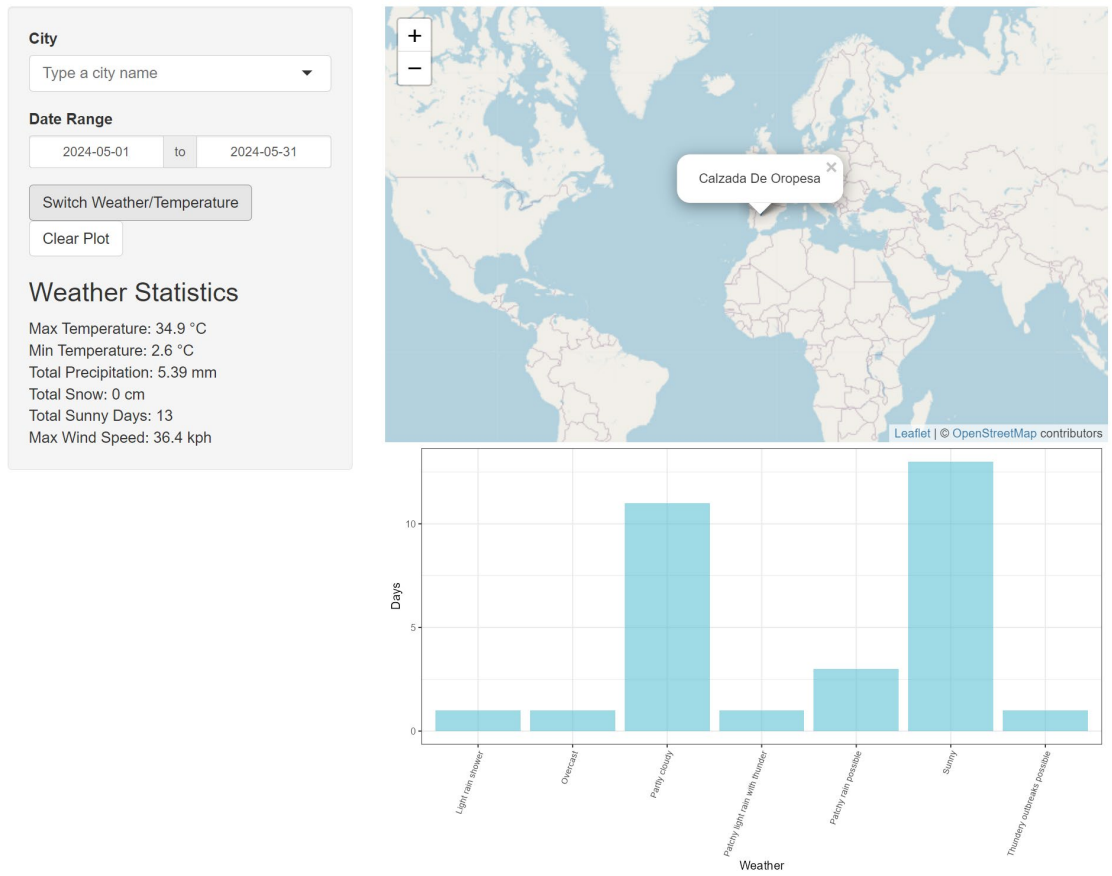 City
Type a city name
Date Range
2024-05-01 to 2024-05-31
Switch Weather/Temperature
Clear Plot
Weather Statistics
Max Temperature: 34.9 °C
Min Temperature: 2.6 °C
Total Precipitation: 5.39 mm
Total Snow: 0 cm
Total Sunny Days: 13
Max Wind Speed: 36.4 kph
+
−
Calzada De Oropesa ×
Leaflet | © OpenStreetMap contributors
10
5
0
Days
Light rain shower
Overcast
Partly cloudy
Patchy light rain with thunder
Patchy rain possible
Sunny
Thundery outbreaks possible
Weather